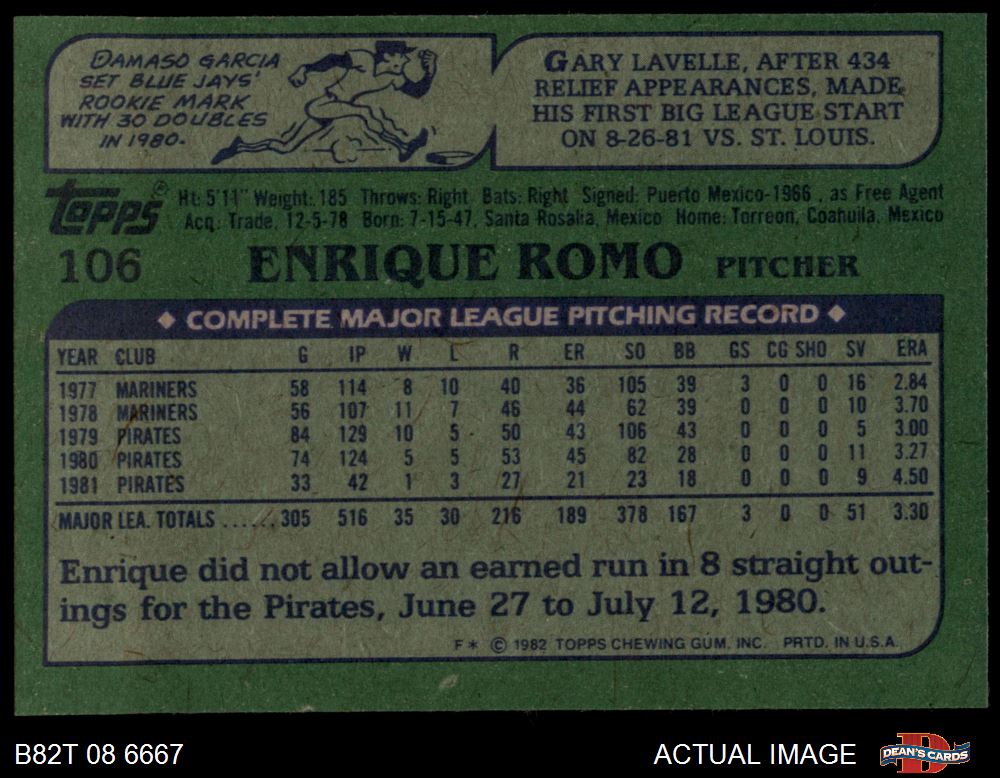 DAMASO GARCIA
SET BLUE JAYS'
ROOKIE MARK
WITH 30 DOUBLES
IN 1980.
GARY LAVELLE, AFTER 434
RELIEF APPEARANCES, MADE
HIS FIRST BIG LEAGUE START
ON 8-26-81 VS. ST. LOUIS.
Topps®
Ht: 5'11" Weight: 185 Throws: Right Bats: Right Signed: Puerto Mexico-1966, as Free Agent
Acq: Trade, 12-5-78 Born: 7-15-47, Santa Rosalia, Mexico Home: Torreon, Coahuila, Mexico
106 ENRIQUE ROMO PITCHER
◆ COMPLETE MAJOR LEAGUE PITCHING RECORD ◆
YEAR CLUB G IP W L R ER SO BB GS CG SHO SV ERA
1977 MARINERS 58 114 8 10 40 36 105 39 3 0 0 16 2.84
1978 MARINERS 56 107 11 7 46 44 62 39 0 0 0 10 3.70
1979 PIRATES 84 129 10 5 50 43 106 43 0 0 0 5 3.00
1980 PIRATES 74 124 5 5 53 45 82 28 0 0 0 11 3.27
1981 PIRATES 33 42 1 3 27 21 23 18 0 0 0 9 4.50
MAJOR LEA. TOTALS ...... 305 516 35 30 216 189 378 167 3 0 0 51 3.30
Enrique did not allow an earned run in 8 straight out-
ings for the Pirates, June 27 to July 12, 1980.
F* © 1982 TOPPS CHEWING GUM, INC. PRTD. IN U.S.A.
B82T 08 6667 ACTUAL IMAGE DEAN'S CARDS